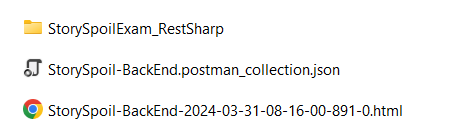 StorySpoilExam_RestSharp
StorySpoil-BackEnd.postman_collection.json
StorySpoil-BackEnd-2024-03-31-08-16-00-891-0.html